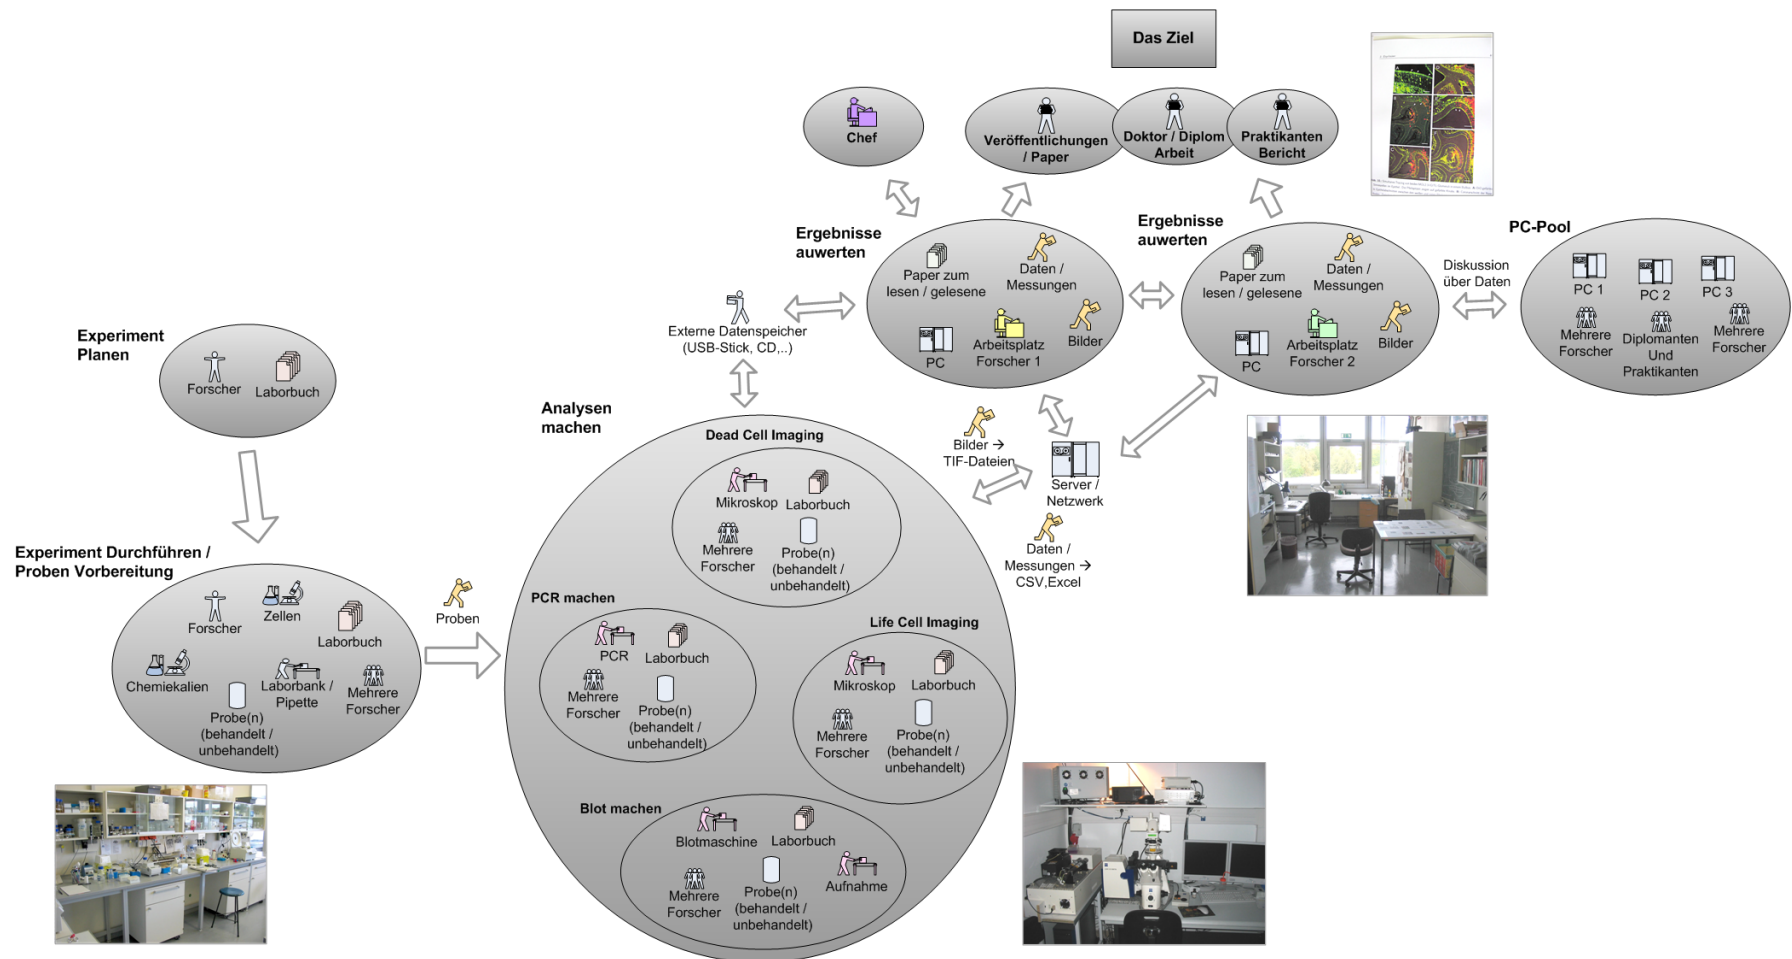 Das Ziel
Chef
Veröffentlichungen
/ Paper
Doktor / Diplom
Arbeit
Praktikanten
Bericht
Ergebnisse
auwerten
Paper zum
lesen / gelesene
Daten /
Messungen
PC
Arbeitsplatz
Forscher 1
Bilder
Ergebnisse
auwerten
Paper zum
lesen / gelesene
Daten /
Messungen
PC
Arbeitsplatz
Forscher 2
Bilder
Diskussion
über Daten
PC-Pool
PC 1
PC 2
PC 3
Mehrere
Forscher
Diplomanten
Und
Praktikanten
Mehrere
Forscher
Externe Datenspeicher
(USB-Stick, CD,..)
Experiment
Planen
Forscher
Laborbuch
Experiment Durchführen /
Proben Vorbereitung
Forscher
Zellen
Laborbuch
Chemiekalien
Probe(n)
(behandelt /
unbehandelt)
Laborbank /
Pipette
Mehrere
Forscher
Proben
Analysen
machen
Dead Cell Imaging
Mikroskop
Laborbuch
Mehrere
Forscher
Probe(n)
(behandelt /
unbehandelt)
PCR machen
PCR
Laborbuch
Mehrere
Forscher
Probe(n)
(behandelt /
unbehandelt)
Life Cell Imaging
Mikroskop
Laborbuch
Mehrere
Forscher
Probe(n)
(behandelt /
unbehandelt)
Blot machen
Blotmaschine
Laborbuch
Mehrere
Forscher
Probe(n)
(behandelt /
unbehandelt)
Aufnahme
Bilder →
TIF-Dateien
Server /
Netzwerk
Daten /
Messungen →
CSV,Excel